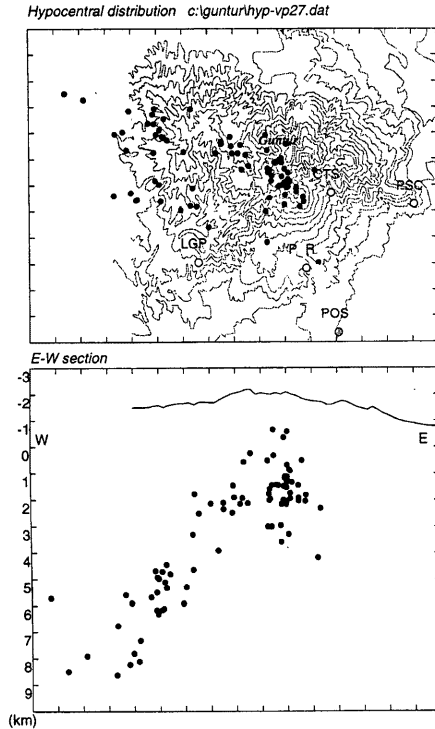 Hypocentral distribution c:\guntur\hyp-vp27.dat
Guntur
CTS
PSC
LGP
P R
POS
E-W section
-3
-2
-1
W
E
0
1
2
3
4
5
6
7
8
9
(km)